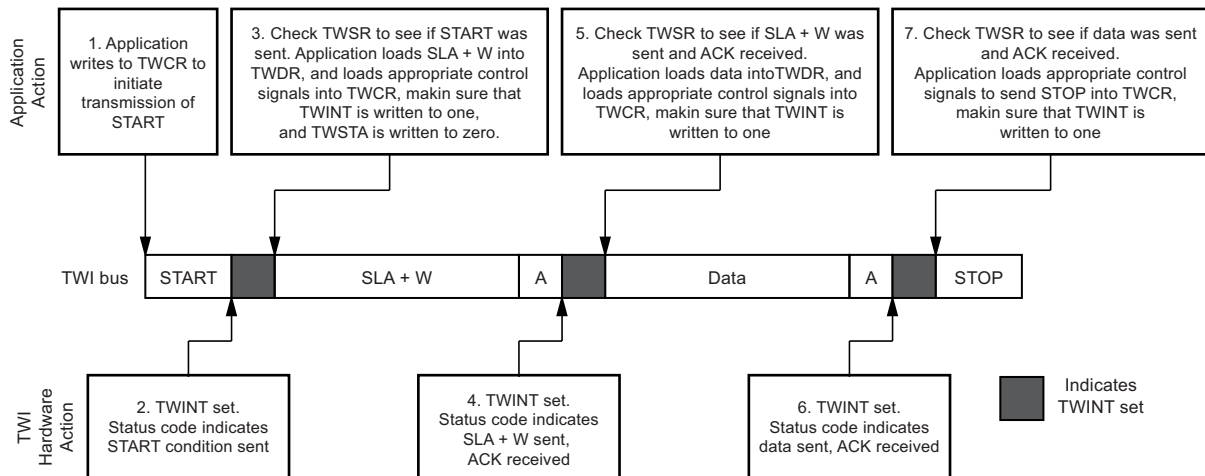 Application
Action
1. Application
writes to TWCR to
initiate
transmission of
START
3. Check TWSR to see if START was
sent. Application loads SLA + W into
TWDR, and loads appropriate control
signals into TWCR, makin sure that
TWINT is written to one,
and TWSTA is written to zero.
5. Check TWSR to see if SLA + W was
sent and ACK received.
Application loads data intoTWDR, and
loads appropriate control signals into
TWCR, makin sure that TWINT is
written to one
7. Check TWSR to see if data was sent
and ACK received.
Application loads appropriate control
signals to send STOP into TWCR,
makin sure that TWINT is
written to one
TWI bus
START
SLA + W
A
Data
A
STOP
TWI
Hardware
Action
2. TWINT set.
Status code indicates
START condition sent
4. TWINT set.
Status code indicates
SLA + W sent,
ACK received
6. TWINT set.
Status code indicates
data sent, ACK received
Indicates
TWINT set